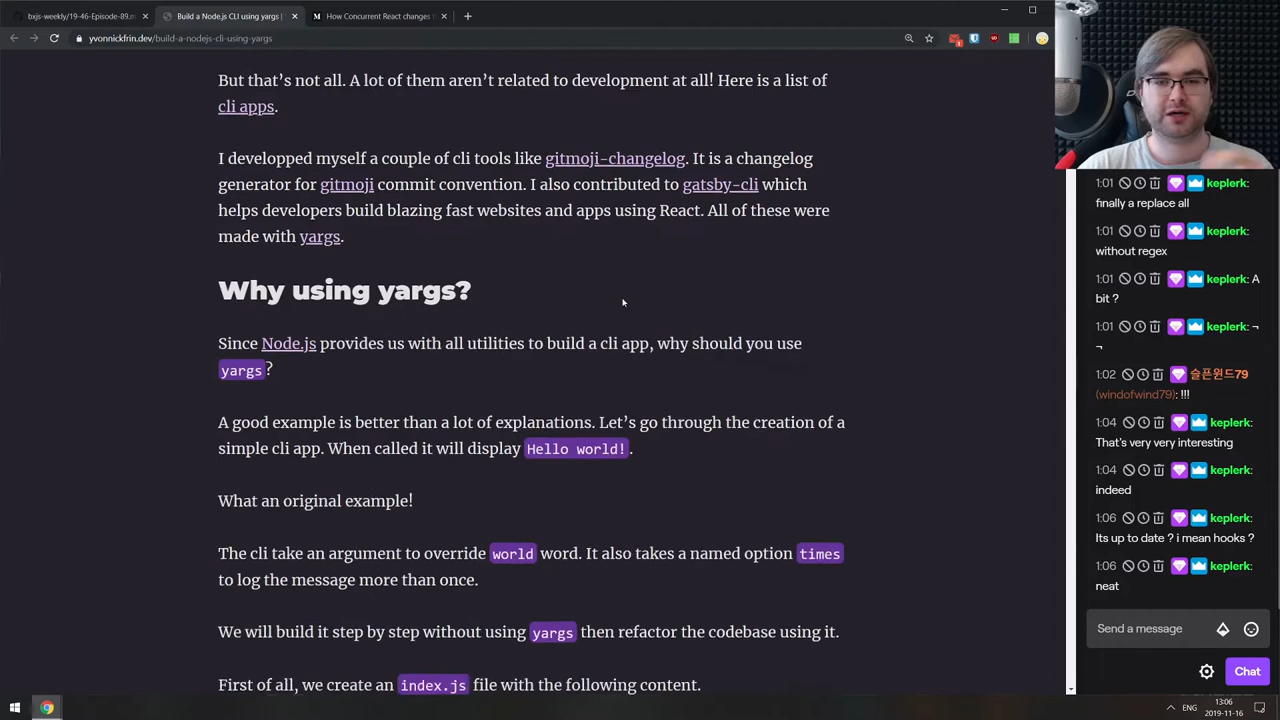 bxjs-weekly/19-46-Episode-89.m
Build a Node.js CLI using yargs |
How Concurrent React changes
yvonnickfrin.dev/build-a-nodejs-cli-using-yargs
But that's not all. A lot of them aren't related to development at all! Here is a list of
cli apps.
I developped myself a couple of cli tools like gitmoji-changelog. It is a changelog
generator for gitmoji commit convention. I also contributed to gatsby-cli which
helps developers build blazing fast websites and apps using React. All of these were
made with yargs.
Why using yargs?
Since Node.js provides us with all utilities to build a cli app, why should you use
yargs?
A good example is better than a lot of explanations. Let's go through the creation of a
simple cli app. When called it will display Hello world!.
What an original example!
The cli take an argument to override world word. It also takes a named option times
to log the message more than once.
We will build it step by step without using yargs then refactor the codebase using it.
First of all, we create an index.js file with the following content.
1:01 keplerk:
finally a replace all
1:01 keplerk:
without regex
1:01 keplerk: A
bit ?
1:01 keplerk: ¬
¬
1:02 슬픈윈드79
(windofwind79): !!!
1:04 keplerk:
That's very very interesting
1:04 keplerk:
indeed
1:06 keplerk:
Its up to date ? i mean hooks ?
1:06 keplerk:
neat
Send a message
Chat
ENG
13:06
2019-11-16